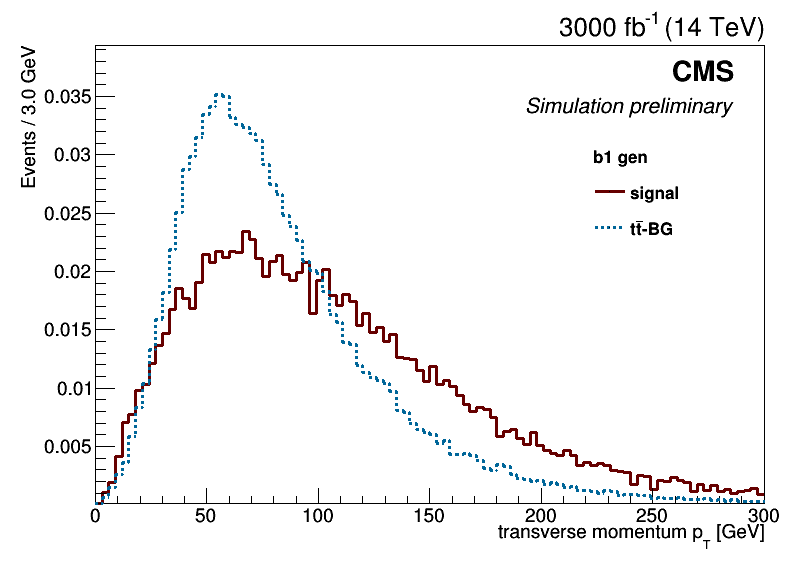 3000 fb⁻¹ (14 TeV)
CMS
Simulation preliminary
b1 gen
signal
tt̄-BG
Events / 3.0 GeV
0.035
0.03
0.025
0.02
0.015
0.01
0.005
0 50 100 150 200 250 300
transverse momentum p_T [GeV]